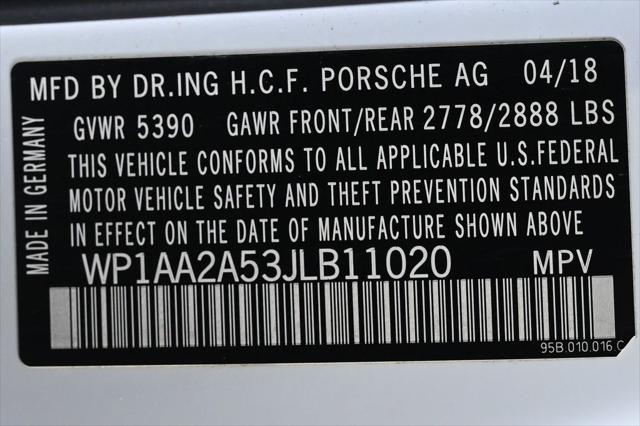 MFD BY DR.ING H.C.F. PORSCHE AG 04/18
GVWR 5390 GAWR FRONT/REAR 2778/2888 LBS
THIS VEHICLE CONFORMS TO ALL APPLICABLE U.S.FEDERAL
MOTOR VEHICLE SAFETY AND THEFT PREVENTION STANDARDS
IN EFFECT ON THE DATE OF MANUFACTURE SHOWN ABOVE
MADE IN GERMANY
WP1AA2A53JLB11020 MPV
95B.010.016.C